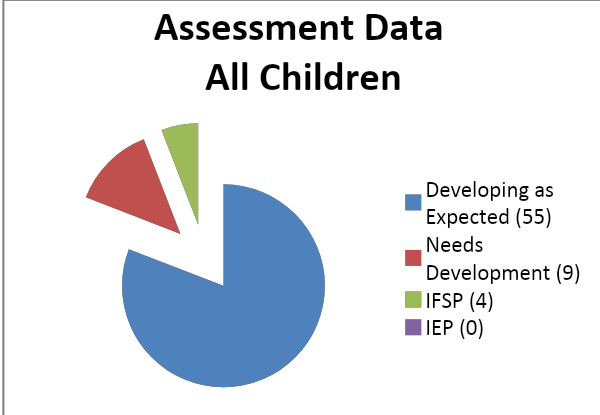 Assessment Data
All Children
Developing as
Expected (55)
Needs
Development (9)
IFSP (4)
IEP (0)